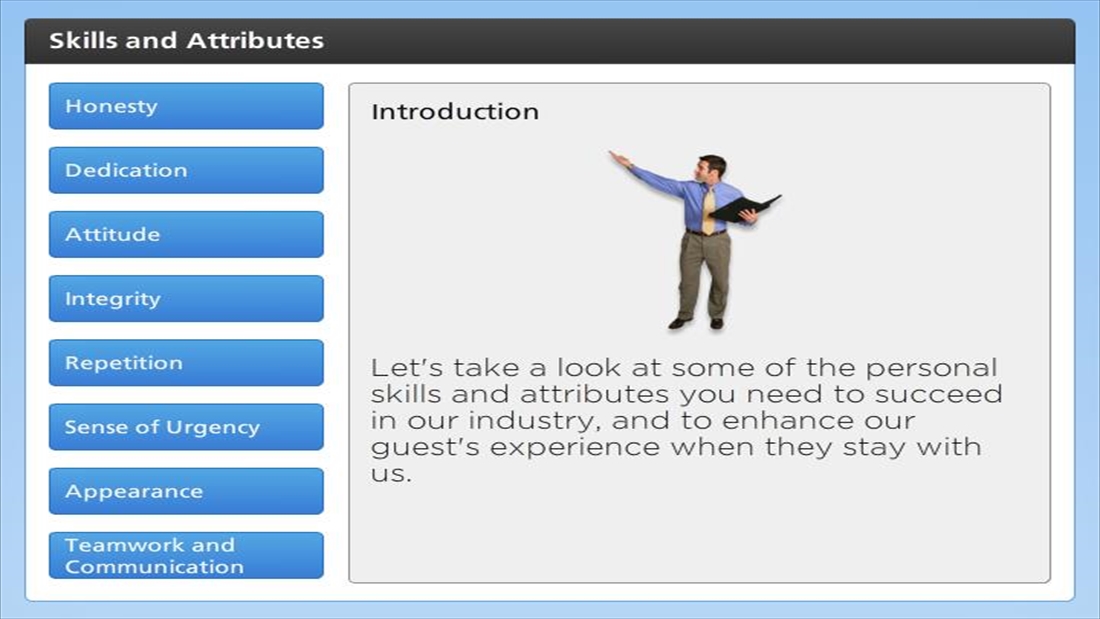 Skills and Attributes
Honesty
Dedication
Attitude
Integrity
Repetition
Sense of Urgency
Appearance
Teamwork and
Communication
Introduction
Let's take a look at some of the personal
skills and attributes you need to succeed
in our industry, and to enhance our
guest's experience when they stay with
us.